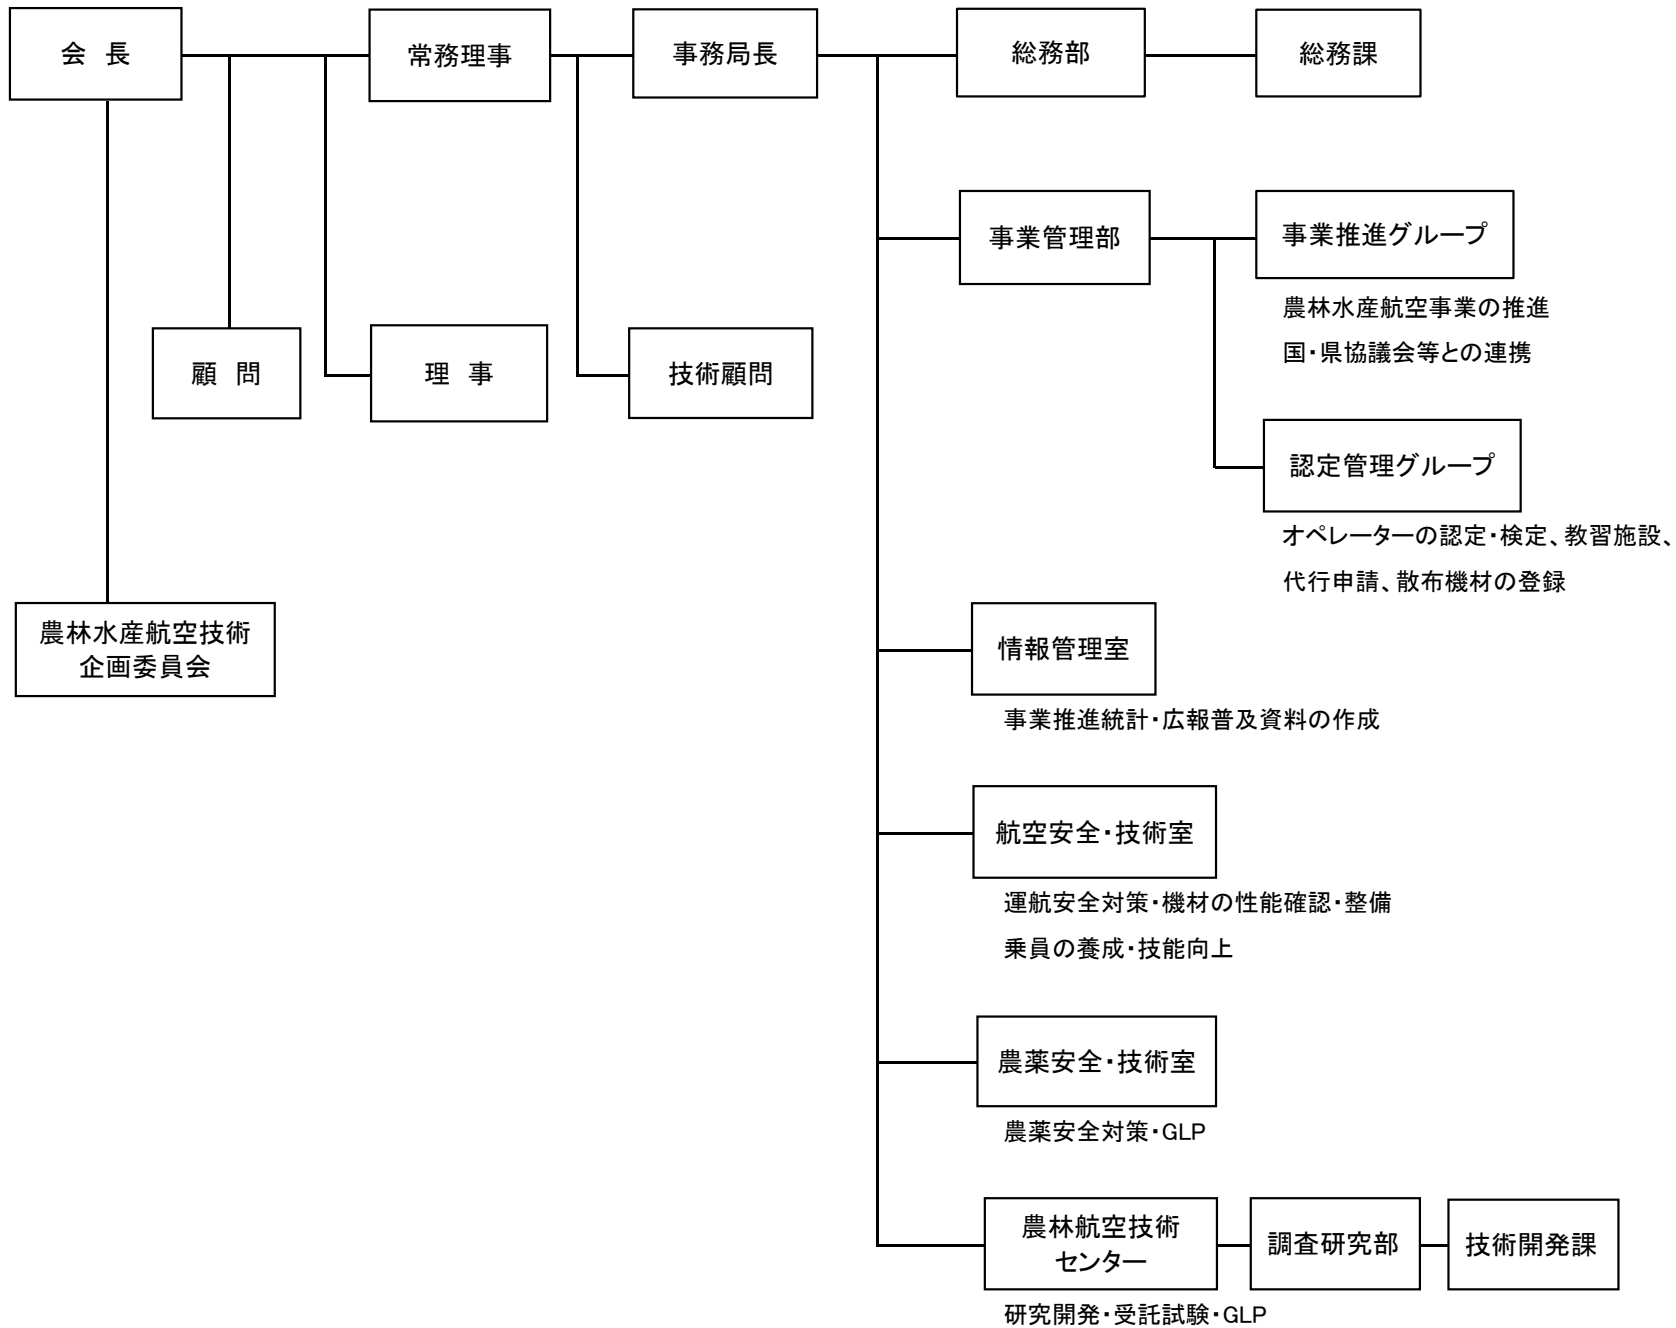 会　長
常務理事
事務局長
総務部
総務課
事業管理部
事業推進グループ
農林水産航空事業の推進
国・県協議会等との連携
顧　問
理　事
技術顧問
認定管理グループ
オペレーターの認定・検定、教習施設、
代行申請、散布機材の登録
農林水産航空技術
企画委員会
情報管理室
事業推進統計・広報普及資料の作成
航空安全・技術室
運航安全対策・機材の性能確認・整備
乗員の養成・技能向上
農薬安全・技術室
農薬安全対策・GLP
農林航空技術
センター
調査研究部
技術開発課
研究開発・受託試験・GLP